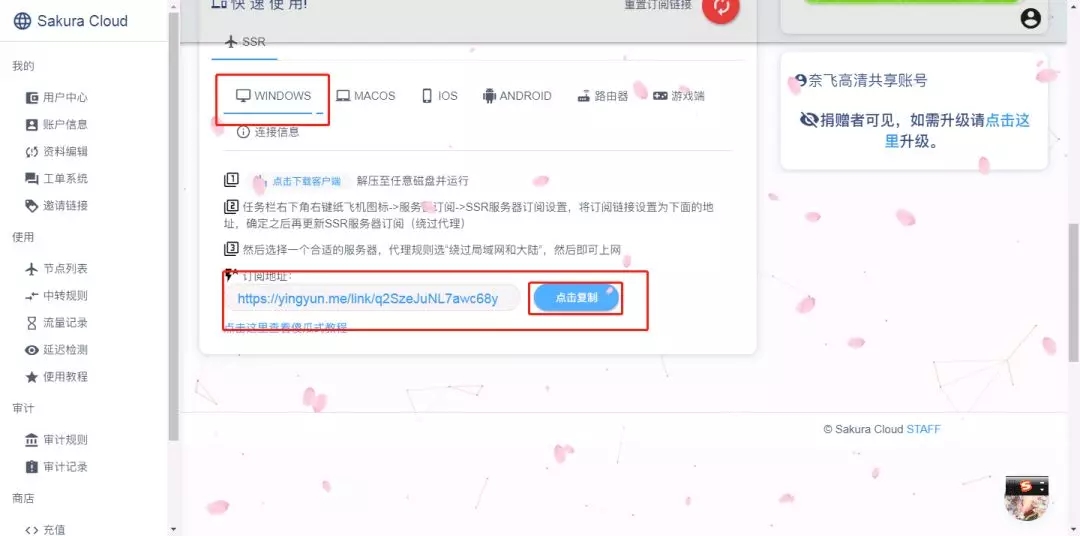 Sakura Cloud
我的
用户中心
账户信息
资料编辑
工单系统
邀请链接
使用
节点列表
中转规则
流量记录
延迟检测
使用教程
审计
审计规则
审计记录
商店
充值
快速使用!
重置订阅链接
SSR
WINDOWS
MACOS
IOS
ANDROID
路由器
游戏端
连接信息
1 点击下载客户端 解压至任意磁盘并运行
2 任务栏右下角右键纸飞机图标->服务器订阅->SSR服务器订阅设置，将订阅链接设置为下面的地
址，确定之后再更新SSR服务器订阅（绕过代理）
3 然后选择一个合适的服务器，代理规则选“绕过局域网和大陆”，然后即可上网
订阅地址:
https://yingyun.me/link/q2SzeJuNL7awc68y
点击复制
点击这里查看傻瓜式教程
奈飞高清共享账号
捐赠者可见，如需升级请点击这
里升级。
© Sakura Cloud STAFF
S